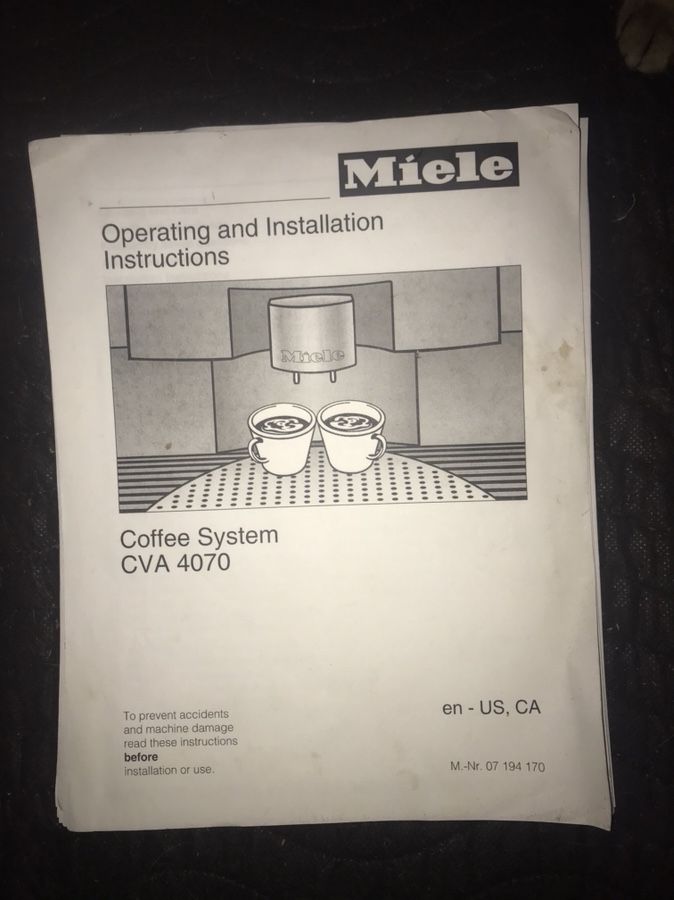 Miele
Operating and Installation
Instructions
Miele
Coffee System
CVA 4070
To prevent accidents
and machine damage
read these instructions
before
installation or use.
en - US, CA
M.-Nr. 07 194 170